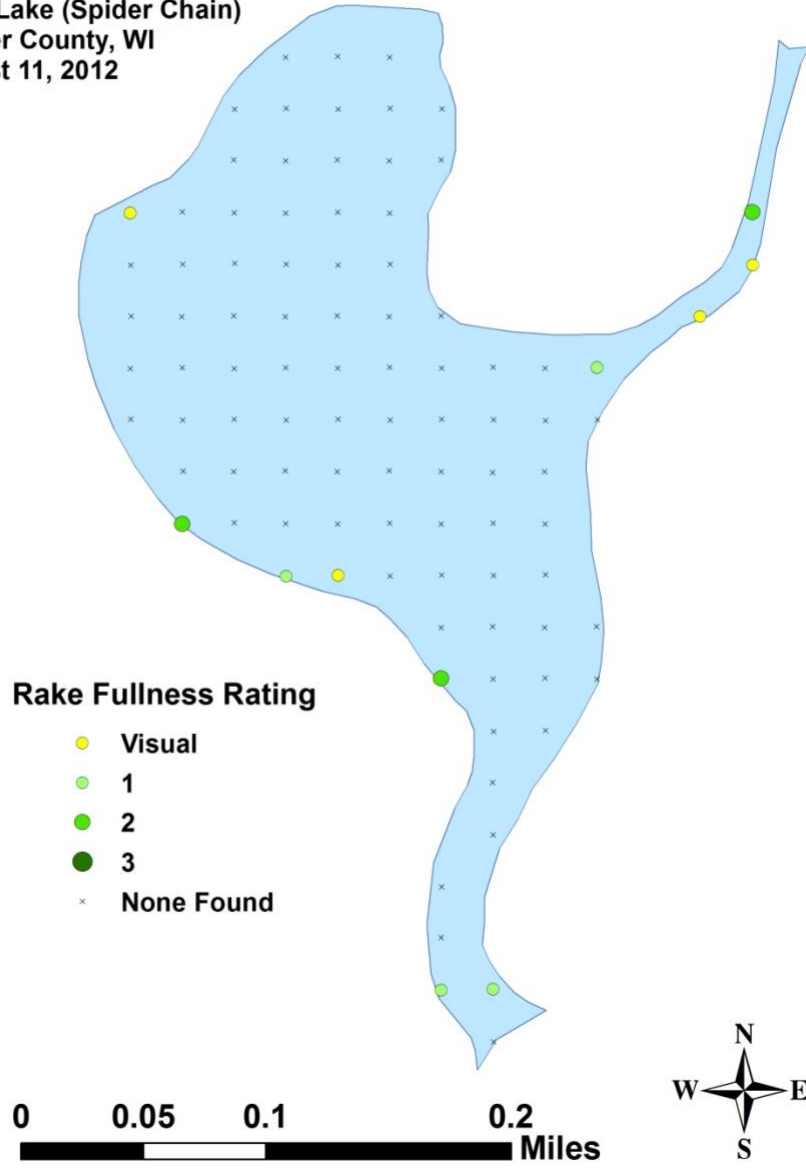 Lake (Spider Chain)
County, WI
11, 2012
Rake Fullness Rating
Visual
1
2
3
None Found
N
W E
S
0 0.05 0.1 0.2
Miles